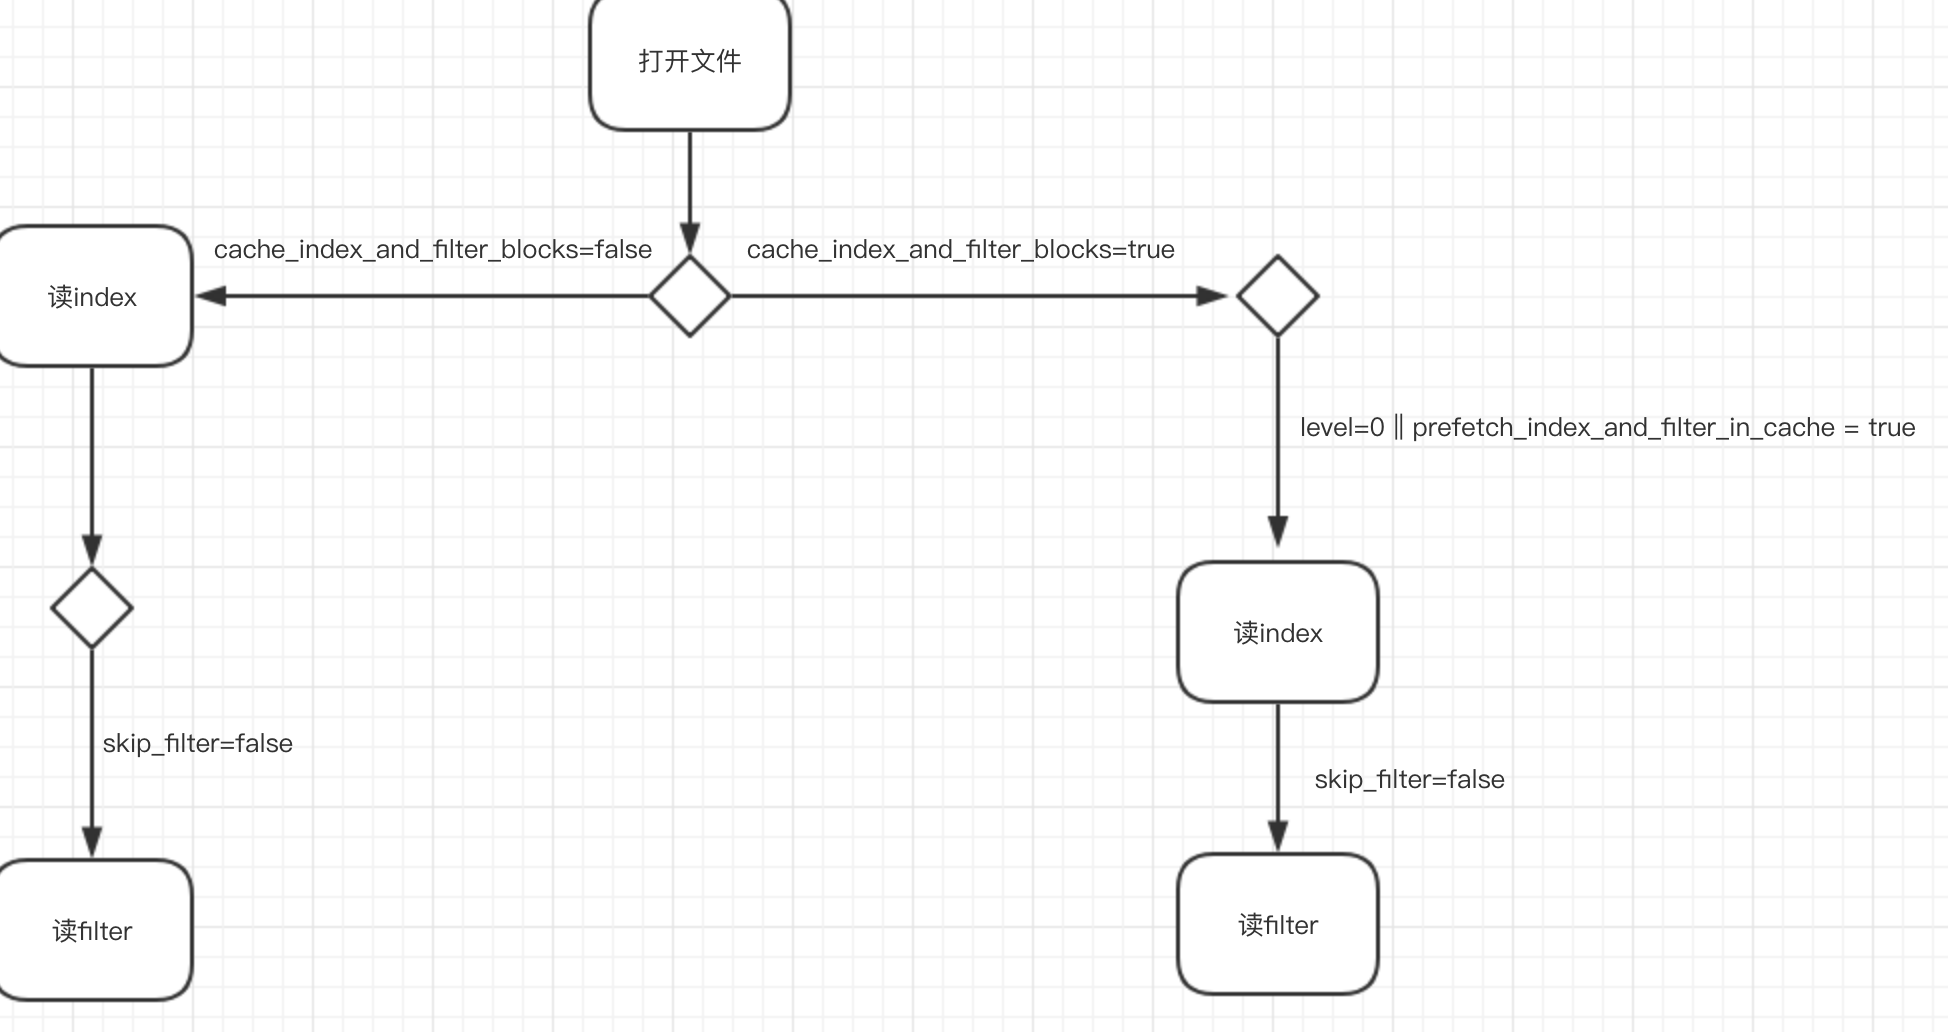 打开文件
cache_index_and_filter_blocks=false
cache_index_and_filter_blocks=true
读index
level=0 || prefetch_index_and_filter_in_cache = true
读index
skip_filter=false
skip_filter=false
读filter
读filter